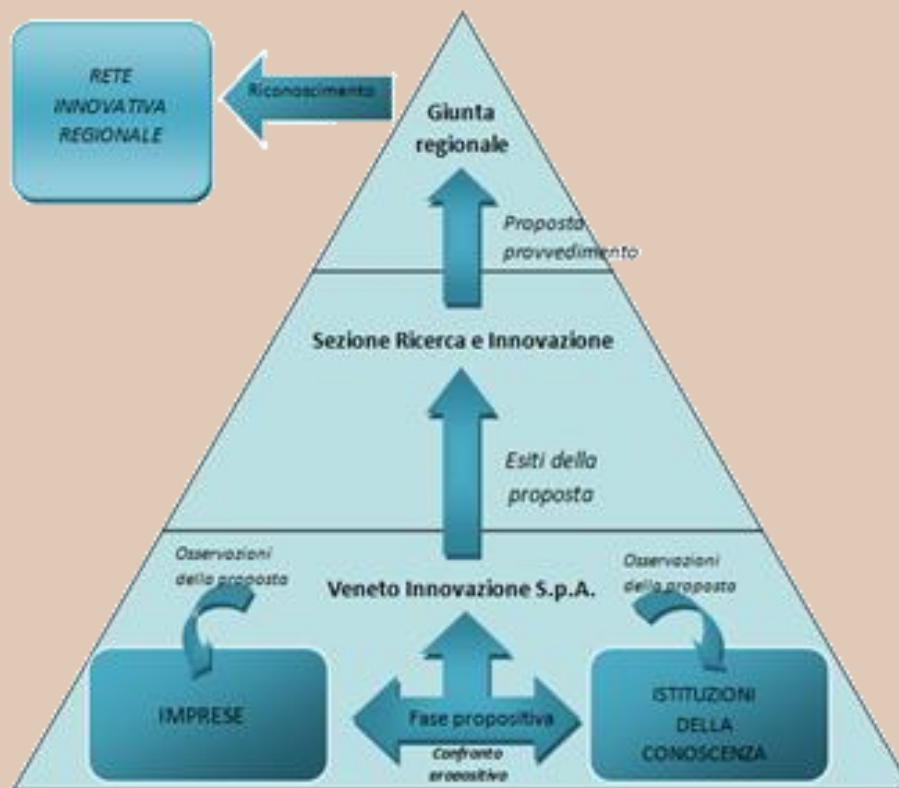 RETE
INNOVATIVA
REGIONALE
Riconoscimento
Giunta
regionale
Proposta
provvedimento
Sezione Ricerca e Innovazione
Esiti della
proposta
Osservazioni
della proposta
Veneto Innovazione S.p.A.
Osservazioni
della proposta
IMPRESE
Fase propositiva
Confronto
propositivo
ISTITUZIONI
DELLA
CONOSCENZA